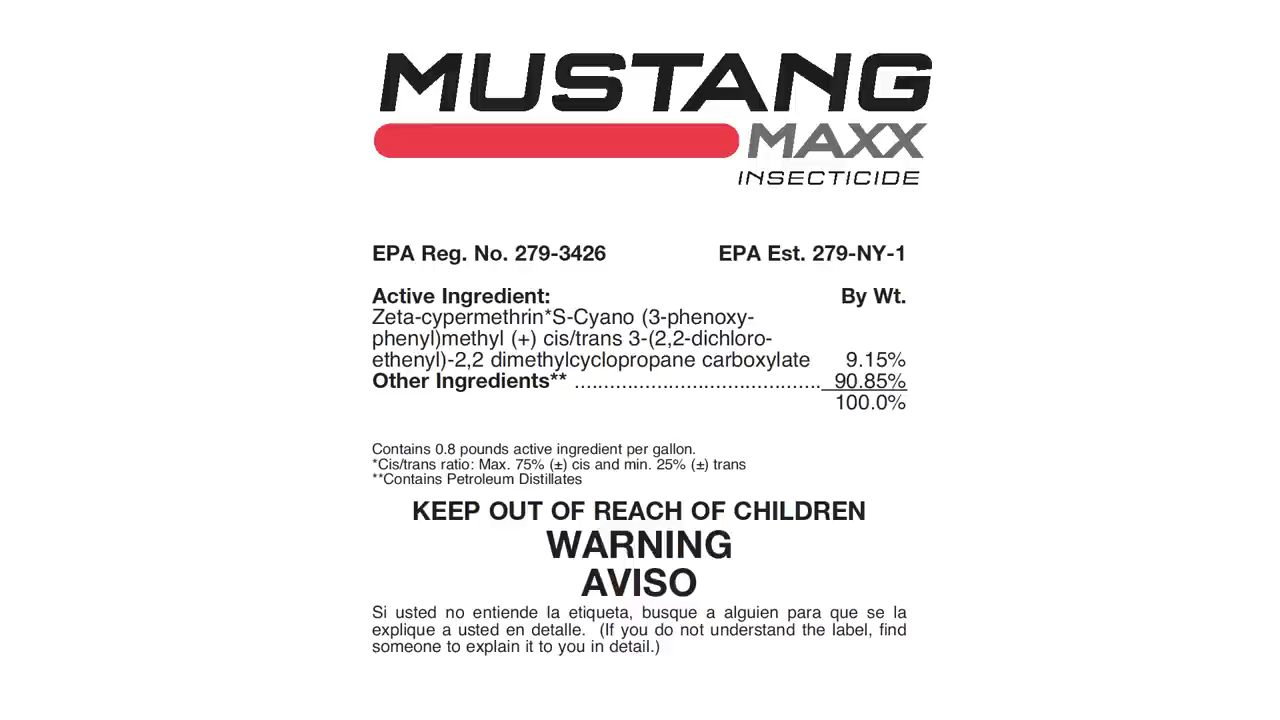 MUSTANG
MAXX
INSECTICIDE
EPA Reg. No. 279-3426 EPA Est. 279-NY-1
Active Ingredient: By Wt.
Zeta-cypermethrin*S-Cyano (3-phenoxy-
phenyl)methyl (+) cis/trans 3-(2,2-dichloro-
ethenyl)-2,2 dimethylcyclopropane carboxylate 9.15%
Other Ingredients** .......................................... 90.85%
100.0%
Contains 0.8 pounds active ingredient per gallon.
*Cis/trans ratio: Max. 75% (±) cis and min. 25% (±) trans
**Contains Petroleum Distillates
KEEP OUT OF REACH OF CHILDREN
WARNING
AVISO
Si usted no entiende la etiqueta, busque a alguien para que se la
explique a usted en detalle. (If you do not understand the label, find
someone to explain it to you in detail.)